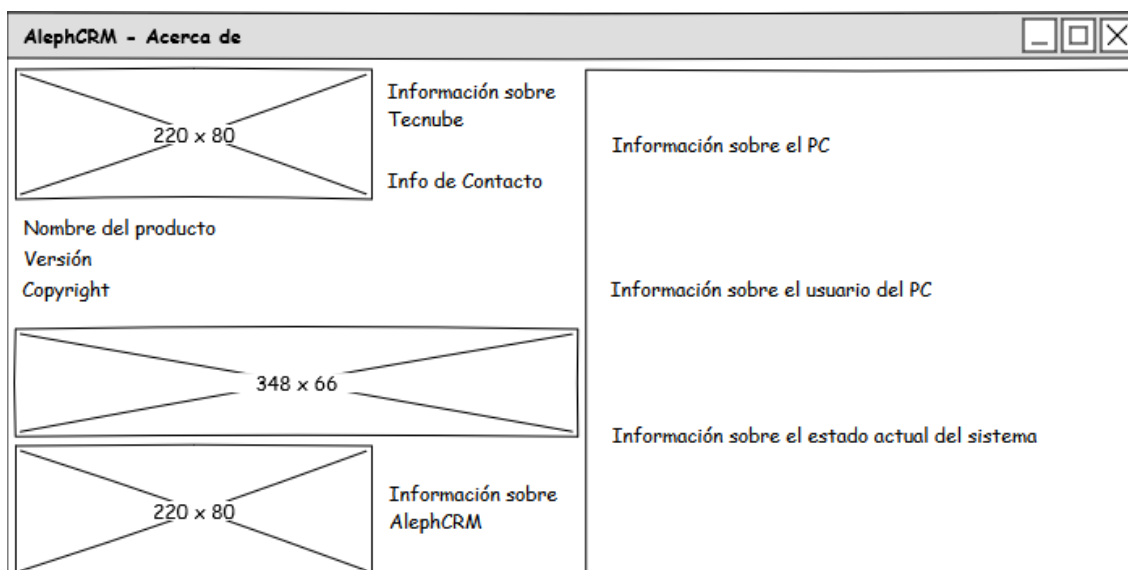 AlephCRM - Acerca de
220 x 80
Información sobre
Tecnube
Info de Contacto
Nombre del producto
Versión
Copyright
348 x 66
220 x 80
Información sobre
AlephCRM
Información sobre el PC
Información sobre el usuario del PC
Información sobre el estado actual del sistema